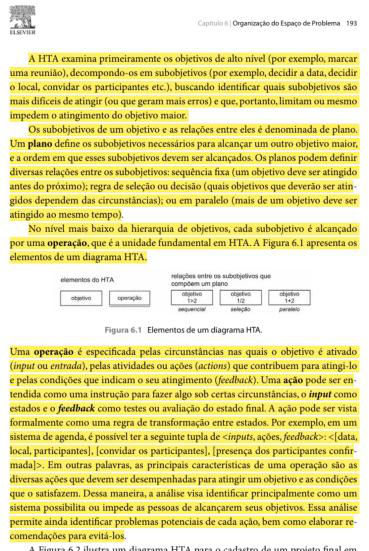 ELSEVIER
Capítulo 6 | Organização do Espaço de Problema 193
A HTA examina primeiramente os objetivos de alto nível (por exemplo, marcar
uma reunião), decompondo-os em subobjetivos (por exemplo, decidir a data, decidir
o local, convidar os participantes etc.), buscando identificar quais subobjetivos são
mais difíceis de atingir (ou que geram mais erros) e que, portanto, limitam ou mesmo
impedem o atingimento do objetivo maior.
Os subobjetivos de um objetivo e as relações entre eles é denominada de plano.
Um plano define os subobjetivos necessários para alcançar um outro objetivo maior,
e a ordem em que esses subobjetivos devem ser alcançados. Os planos podem definir
diversas relações entre os subobjetivos: sequência fixa (um objetivo deve ser atingido
antes do próximo); regra de seleção ou decisão (quais objetivos que deverão ser atin-
gidos dependem das circunstâncias); ou em paralelo (mais de um objetivo deve ser
atingido ao mesmo tempo).
No nível mais baixo da hierarquia de objetivos, cada subobjetivo é alcançado
por uma operação, que é a unidade fundamental em HTA. A Figura 6.1 apresenta os
elementos de um diagrama HTA.
elementos do HTA
objetivo
operação
relações entre os subobjetivos que
compõem um plano
objetivo
1>2
sequencial
objetivo
1/2
seleção
objetivo
1+2
paralelo
Figura 6.1 Elementos de um diagrama HTA.
Uma operação é especificada pelas circunstâncias nas quais o objetivo é ativado
(input ou entrada), pelas atividades ou ações (actions) que contribuem para atingi-lo
e pelas condições que indicam o seu atingimento (feedback). Uma ação pode ser en-
tendida como uma instrução para fazer algo sob certas circunstâncias, o input como
estados e o feedback como testes ou avaliação do estado final. A ação pode ser vista
formalmente como uma regra de transformação entre estados. Por exemplo, em um
sistema de agenda, é possível ter a seguinte tupla de <inputs, ações, feedback>: <[data,
local, participantes], [convidar os participantes], [presença dos participantes confir-
mada]>. Em outras palavras, as principais características de uma operação são as
diversas ações que devem ser desempenhadas para atingir um objetivo e as condições
que o satisfazem. Dessa maneira, a análise visa identificar principalmente como um
sistema possibilita ou impede as pessoas de alcançarem seus objetivos. Essa análise
permite ainda identificar problemas potenciais de cada ação, bem como elaborar re-
comendações para evitá-los.
A Figura 6.2 ilustra um diagrama HTA para o cadastro de um projeto final em